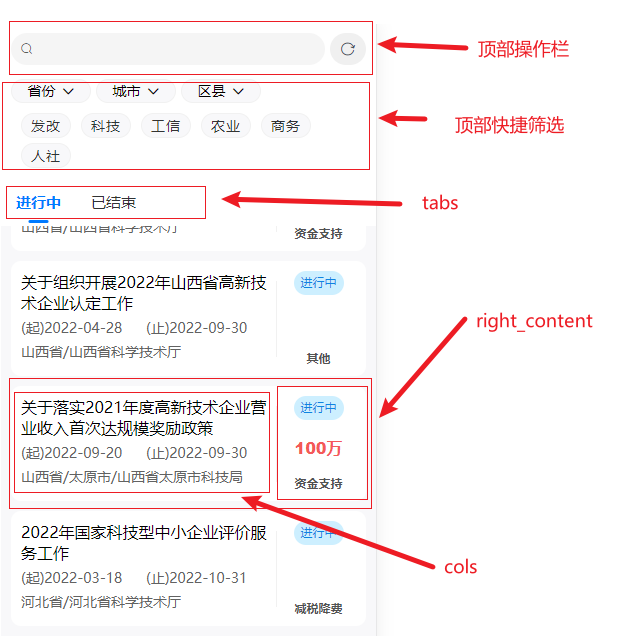 顶部操作栏
省份
城市
区县
发改
科技
工信
农业
商务
人社
顶部快捷筛选
进行中
已结束
tabs
山西省/山西省科学技术厅
资金支持
关于组织开展2022年山西省高新技
术企业认定工作
(起)2022-04-28 (止)2022-09-30
山西省/山西省科学技术厅
进行中
其他
right_content
关于落实2021年度高新技术企业营
业收入首次达规模奖励政策
(起)2022-09-20 (止)2022-09-30
山西省/太原市/山西省太原市科技局
进行中
100万
资金支持
2022年国家科技型中小企业评价服
务工作
(起)2022-03-18 (止)2022-10-31
河北省/河北省科学技术厅
进行中
减税降费
cols